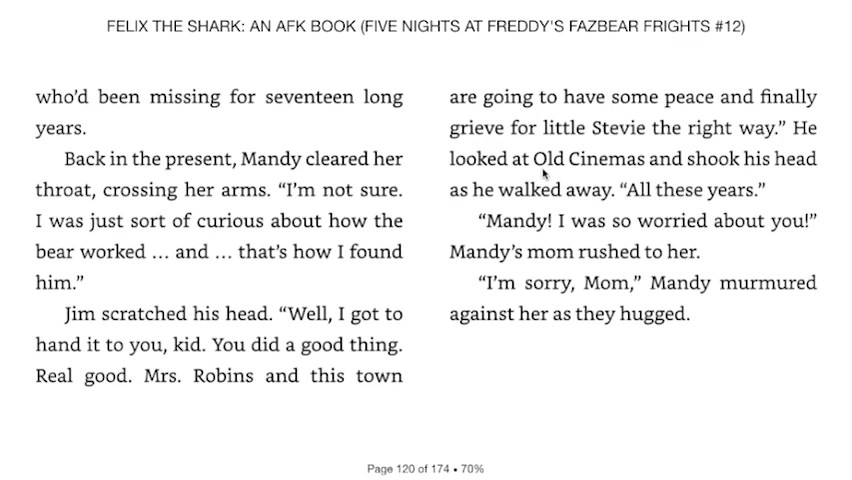 FELIX THE SHARK: AN AFK BOOK (FIVE NIGHTS AT FREDDY'S FAZBEAR FRIGHTS #12)
who’d been missing for seventeen long
years.
Back in the present, Mandy cleared her
throat, crossing her arms. “I’m not sure.
I was just sort of curious about how the
bear worked … and … that’s how I found
him.”
Jim scratched his head. “Well, I got to
hand it to you, kid. You did a good thing.
Real good. Mrs. Robins and this town
are going to have some peace and finally
grieve for little Stevie the right way.” He
looked at Old Cinemas and shook his head
as he walked away. “All these years.”
“Mandy! I was so worried about you!”
Mandy’s mom rushed to her.
“I’m sorry, Mom,” Mandy murmured
against her as they hugged.
Page 120 of 174 • 70%